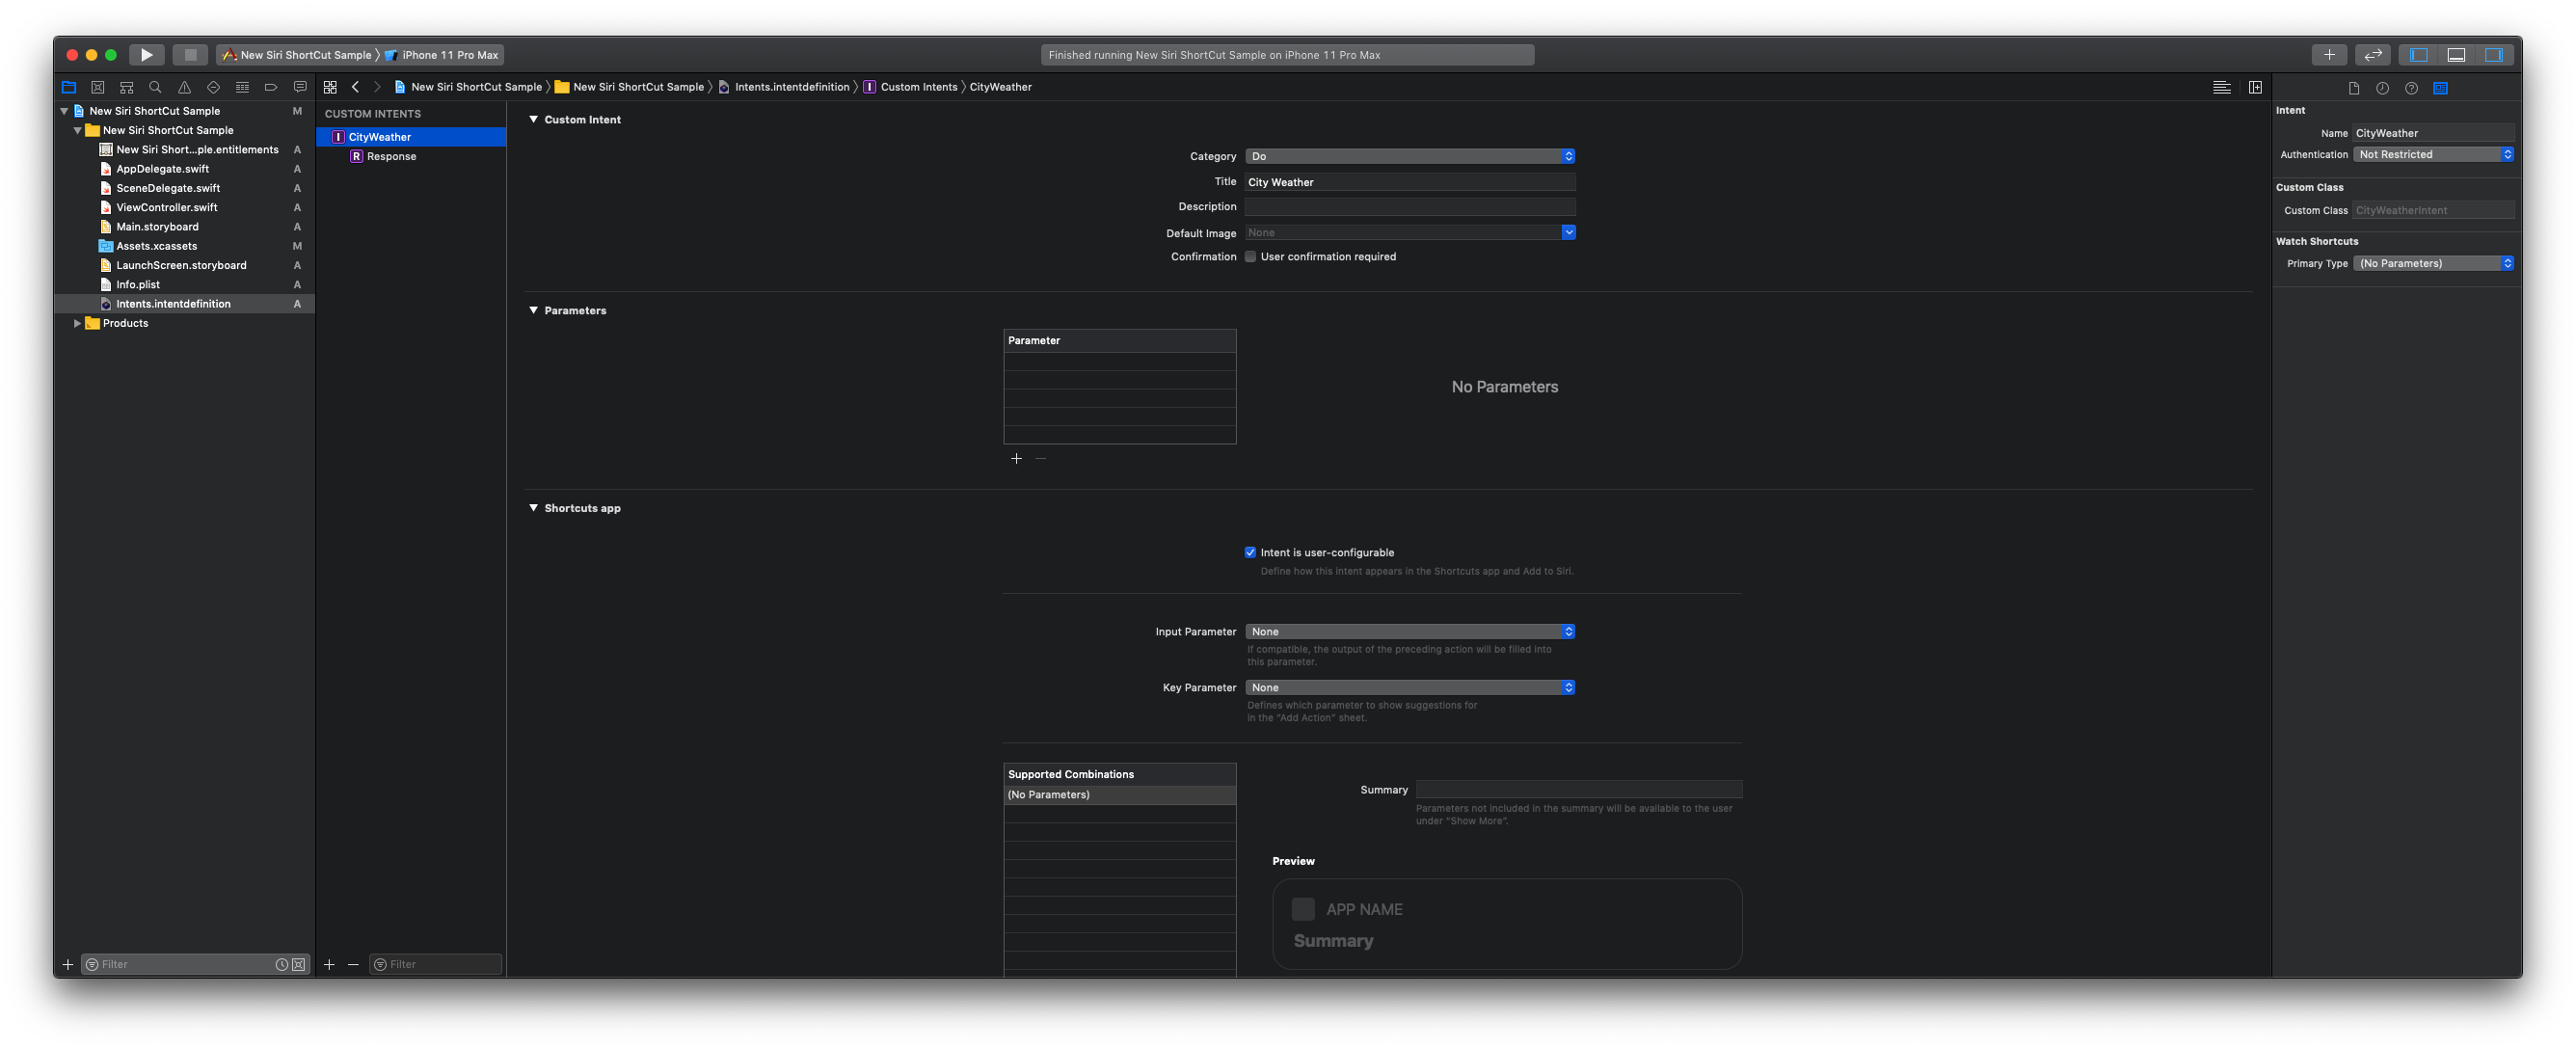 New Siri ShortCut Sample 〉 iPhone 11 Pro Max
Finished running New Siri ShortCut Sample on iPhone 11 Pro Max
New Siri ShortCut Sample 〉 New Siri ShortCut Sample 〉 Intents.intentdefinition 〉 I Custom Intents 〉 CityWeather
New Siri ShortCut Sample M
New Siri ShortCut Sample
New Siri Short...ple.entitlements A
AppDelegate.swift A
SceneDelegate.swift A
ViewController.swift A
Main.storyboard A
Assets.xcassets M
LaunchScreen.storyboard A
Info.plist A
Intents.intentdefinition A
Products
Filter
CUSTOM INTENTS
I CityWeather
R Response
Filter
Custom Intent
Category Do
Title City Weather
Description
Default Image None
Confirmation User confirmation required
Parameters
Parameter
No Parameters
Shortcuts app
Intent is user-configurable
Define how this intent appears in the Shortcuts app and Add to Siri.
Input Parameter None
If compatible, the output of the preceding action will be filled into
this parameter.
Key Parameter None
Defines which parameter to show suggestions for
in the "Add Action" sheet.
Supported Combinations
(No Parameters)
Summary
Parameters not included in the summary will be available to the user
under "Show More".
Preview
APP NAME
Summary
Intent
Name CityWeather
Authentication Not Restricted
Custom Class
Custom Class CityWeatherIntent
Watch Shortcuts
Primary Type (No Parameters)